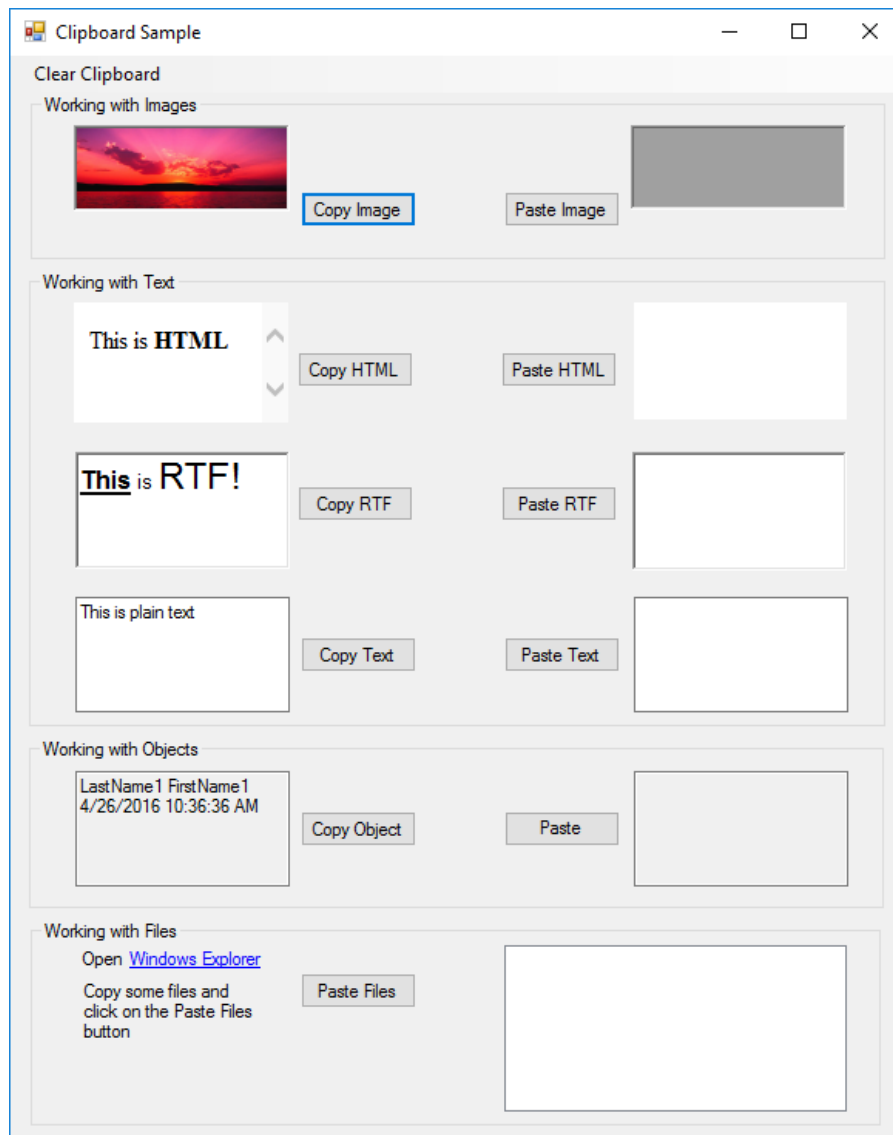 Clipboard Sample
Clear Clipboard
Working with Images
Copy Image
Paste Image
Working with Text
This is HTML
Copy HTML
Paste HTML
This is RTF!
Copy RTF
Paste RTF
This is plain text
Copy Text
Paste Text
Working with Objects
LastName1 FirstName1
4/26/2016 10:36:36 AM
Copy Object
Paste
Working with Files
Open Windows Explorer
Copy some files and
click on the Paste Files
button
Paste Files